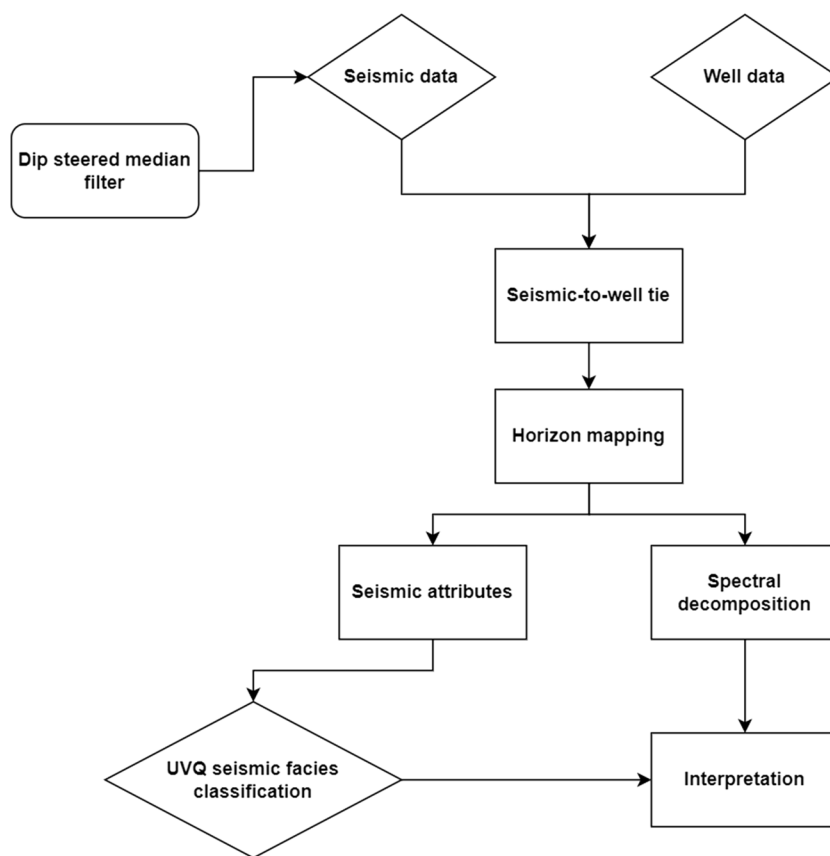 Seismic data
Well data
Dip steered median
filter
Seismic-to-well tie
Horizon mapping
Seismic attributes
Spectral
decomposition
UVQ seismic facies
classification
Interpretation